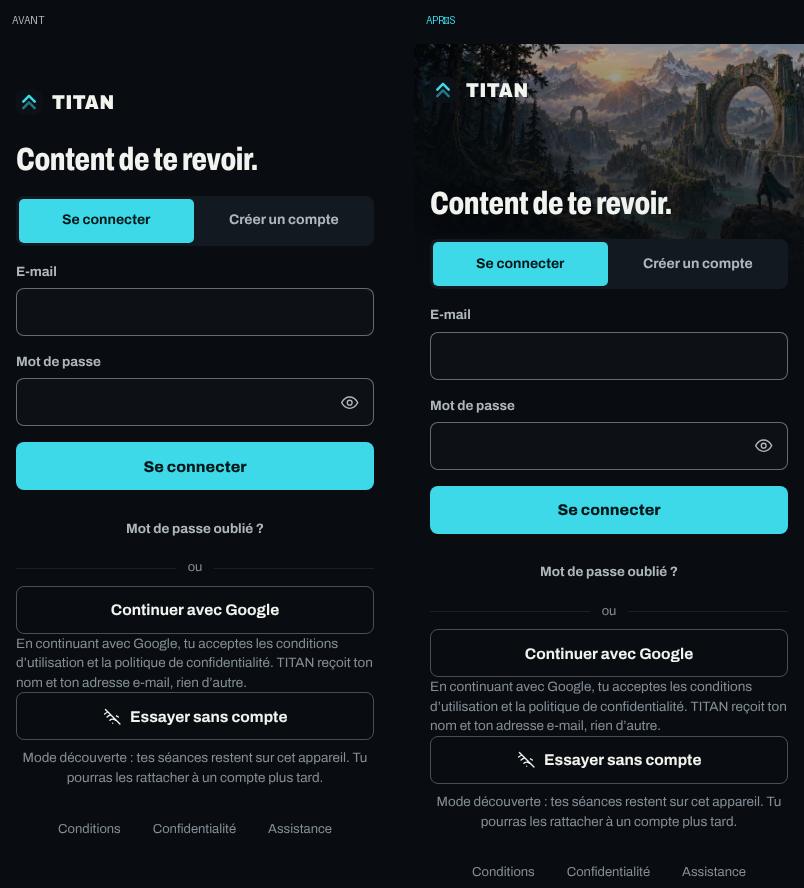 AVANT
TITAN
Content de te revoir.
Se connecter
Créer un compte
E-mail
Mot de passe
Se connecter
Mot de passe oublié ?
ou
Continuer avec Google
En continuant avec Google, tu acceptes les conditions
d'utilisation et la politique de confidentialité. TITAN reçoit ton
nom et ton adresse e-mail, rien d'autre.
Essayer sans compte
Mode découverte : tes séances restent sur cet appareil. Tu
pourras les rattacher à un compte plus tard.
Conditions
Confidentialité
Assistance
APR▯S
TITAN
Content de te revoir.
Se connecter
Créer un compte
E-mail
Mot de passe
Se connecter
Mot de passe oublié ?
ou
Continuer avec Google
En continuant avec Google, tu acceptes les conditions
d'utilisation et la politique de confidentialité. TITAN reçoit ton
nom et ton adresse e-mail, rien d'autre.
Essayer sans compte
Mode découverte : tes séances restent sur cet appareil. Tu
pourras les rattacher à un compte plus tard.
Conditions
Confidentialité
Assistance